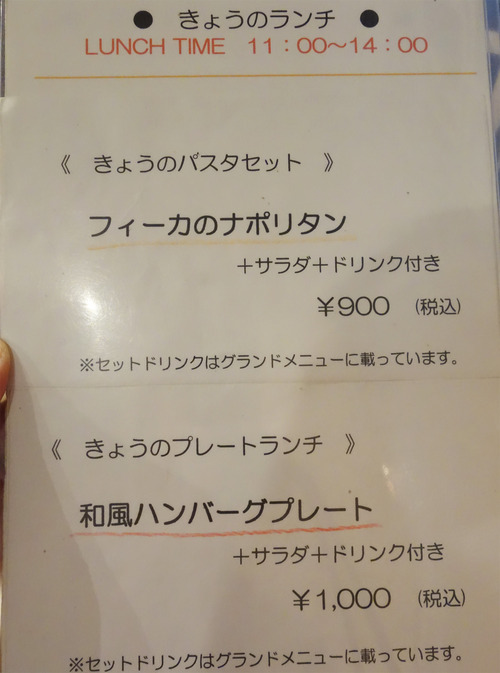 ● きょうのランチ ●
LUNCH TIME 11：00～14：00
《 きょうのパスタセット 》
フィーカのナポリタン
＋サラダ＋ドリンク付き
￥900 (税込)
※セットドリンクはグランドメニューに載っています。
《 きょうのプレートランチ 》
和風ハンバーグプレート
＋サラダ＋ドリンク付き
￥1,000 (税込)
※セットドリンクはグランドメニューに載っています。